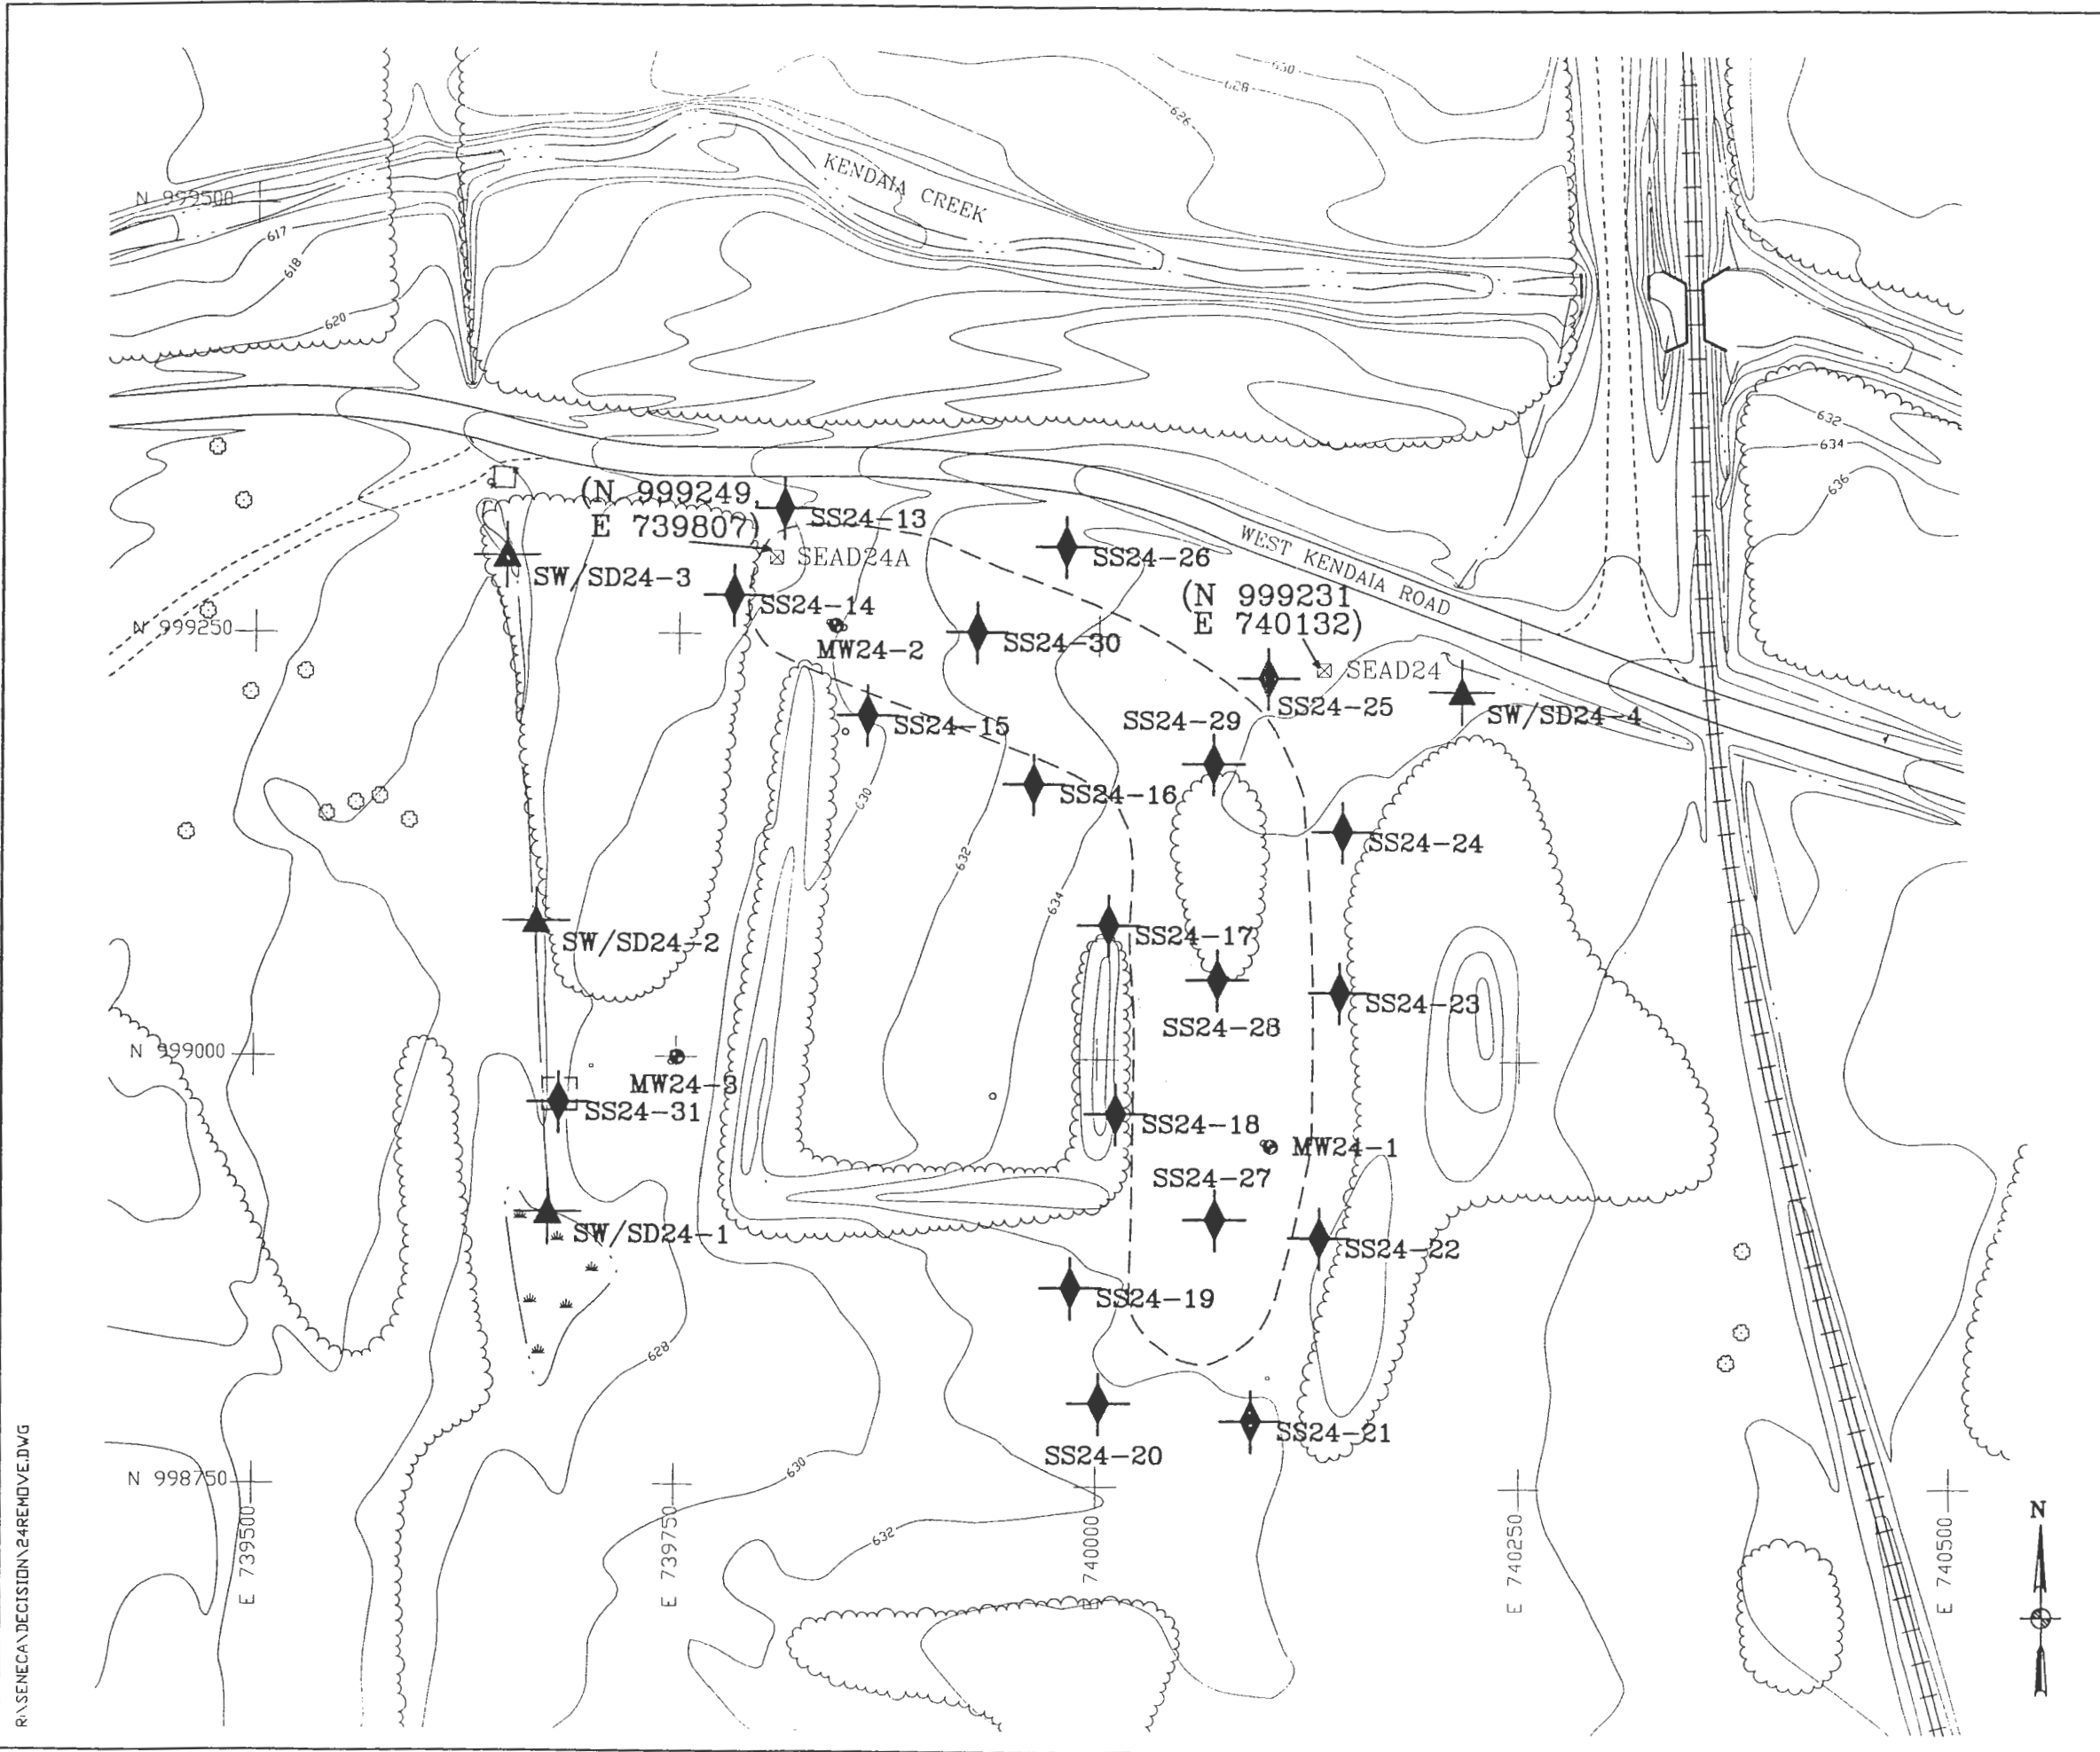 630
628
626
KENDAIA CREEK
N 999500
617
618
620
632
634
636
(N 999249,
E 739807)
SS24-13
SEAD24A
SS24-26
WEST KENDAIA ROAD
SW/SD24-3
SS24-14
(N 999231
E 740132)
N 999250
MW24-2
SS24-30
SEAD24
SS24-25
SW/SD24-4
SS24-29
SS24-15
SS24-16
630
SS24-24
632
634
SW/SD24-2
SS24-17
SS24-28
SS24-23
N 999000
MW24-3
SS24-31
SS24-18
MW24-1
SS24-27
SW/SD24-1
SS24-22
SS24-19
628
SS24-21
SS24-20
630
N 998750
632
E 739500
E 739750
E 740000
E 740250
E 740500
N
R:\SENECA\DECISION\24REMOVE.DWG